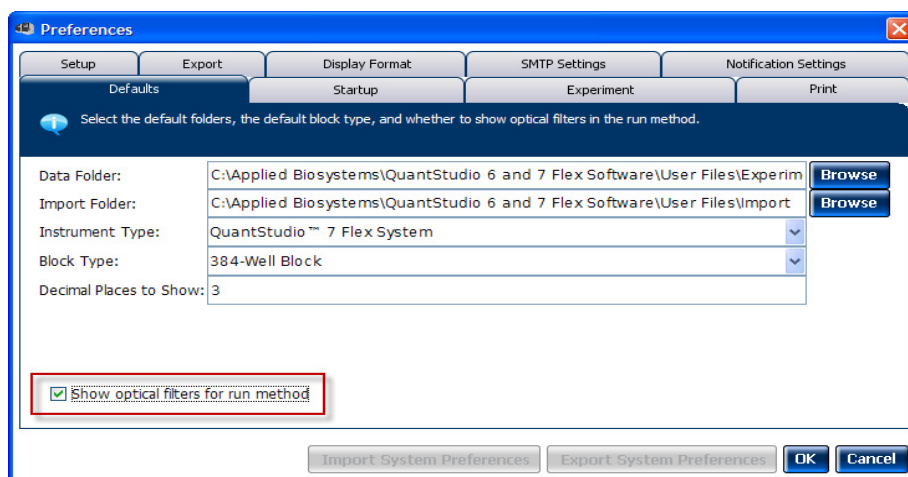 Preferences
Setup Export Display Format SMTP Settings Notification Settings
Defaults Startup Experiment Print
Select the default folders, the default block type, and whether to show optical filters in the run method.
Data Folder: C:\Applied Biosystems\QuantStudio 6 and 7 Flex Software\User Files\Experim Browse
Import Folder: C:\Applied Biosystems\QuantStudio 6 and 7 Flex Software\User Files\Import Browse
Instrument Type: QuantStudio™ 7 Flex System
Block Type: 384-Well Block
Decimal Places to Show: 3
Show optical filters for run method
Import System Preferences Export System Preferences OK Cancel